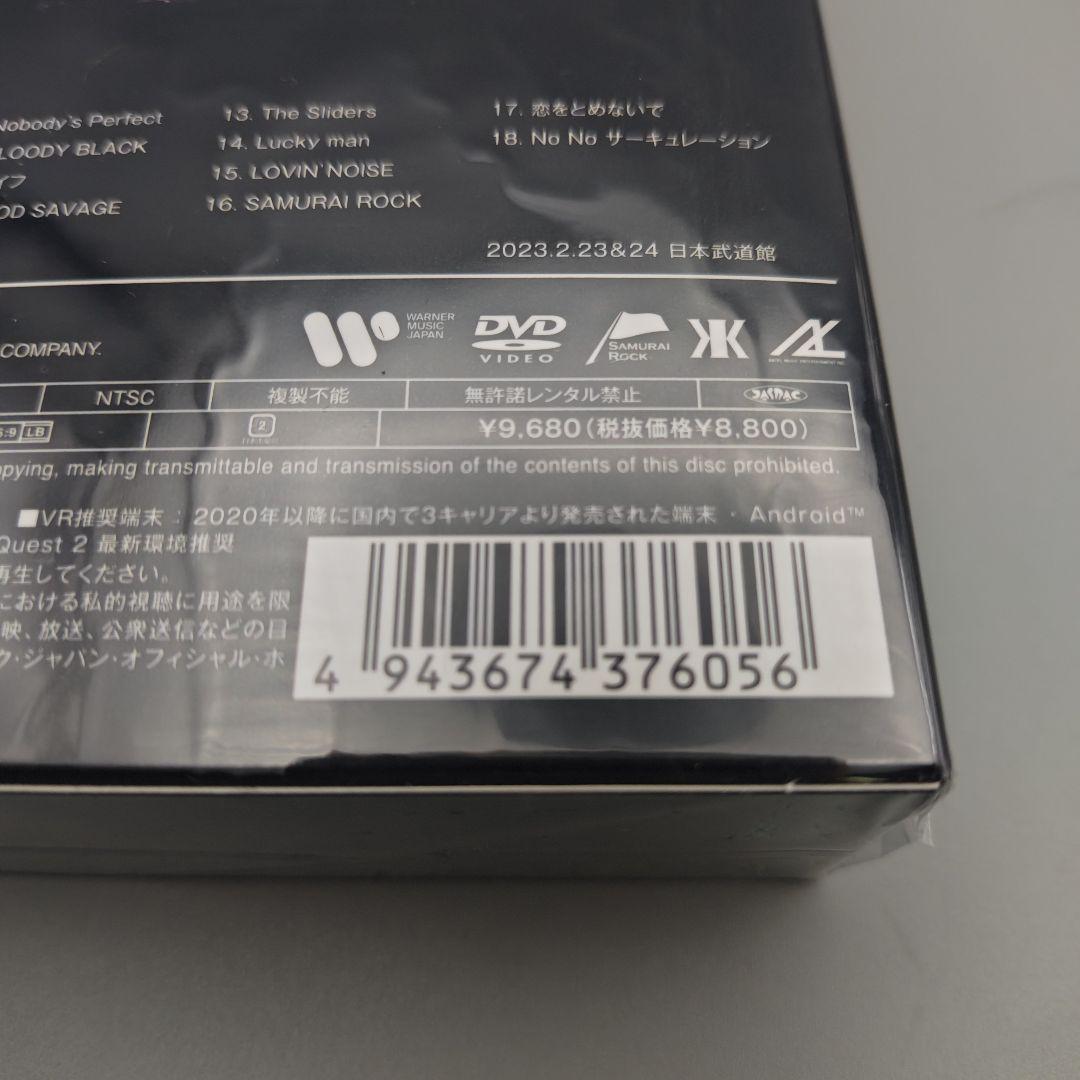 Nobody's Perfect
LOODY BLACK
イフ
OD SAVAGE
13. The Sliders
14. Lucky man
15. LOVIN' NOISE
16. SAMURAI ROCK
17. 恋をとめないで
18. No No サーキュレーション
2023.2.23&24 日本武道館
COMPANY.
WARNER
MUSIC
JAPAN
DVD
VIDEO
SAMURAI
ROCK
NTSC 複製不能 無許諾レンタル禁止 JASRAC
6:9 LB 2 ¥9,680(税抜価格¥8,800)
opying, making transmittable and transmission of the contents of this disc prohibited.
■VR推奨端末：2020年以降に国内で3キャリアより発売された端末・Android™
Quest 2 最新環境推奨
再生してください。
における私的視聴に用途を限
映、放送、公衆送信などの目
ク・ジャパン・オフィシャル・ホ
4 943674 376056